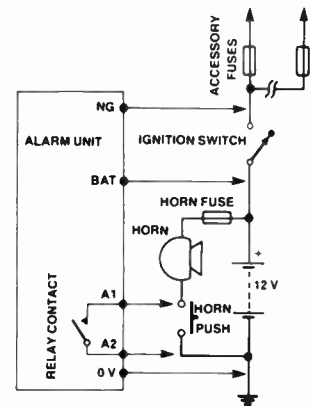 ACCESSORY
FUSES
NG
ALARM UNIT
IGNITION SWITCH
BAT
HORN FUSE
HORN
+
12 V
A1
RELAY CONTACT
HORN
PUSH
A2
0 V